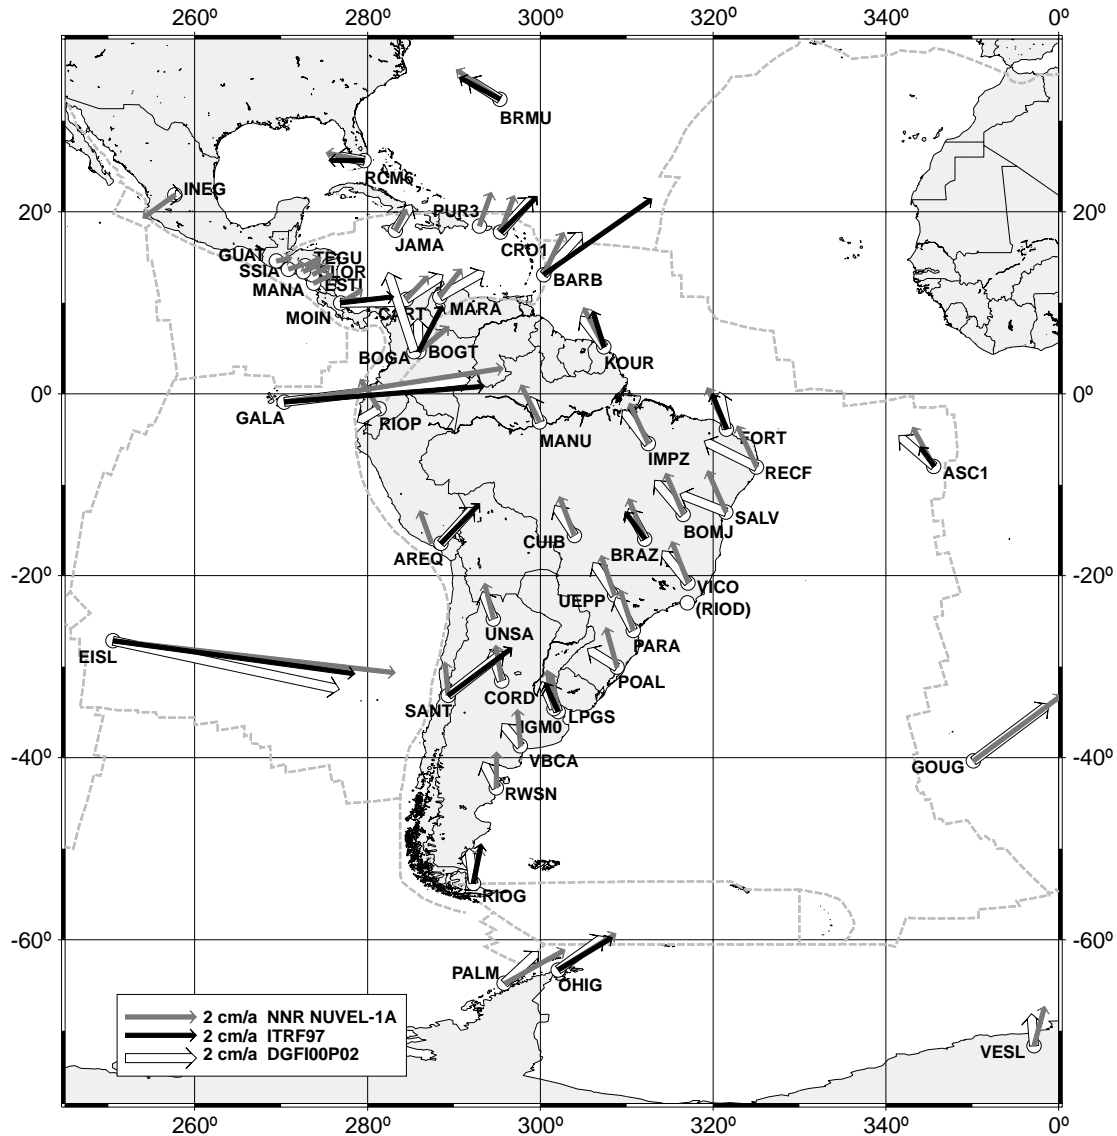 260º 280º 300º 320º 340º 0º
BRMU
RCM6
INEG
20º 20º
PUR3
JAMA
CRO1
GUAT
TEGU
SSIA
LOR
MANA
ESTI
BARB
MOIN
CART
MARA
BOGA
BOGT
KOUR
0º 0º
GALA
RIOP
MANU
IMPZ
FORT
RECF
ASC1
SALV
BOMJ
CUIB
BRAZ
AREQ
-20º -20º
VICO
UEPP
(RIOD)
UNSA
PARA
EISL
POAL
CORD
SANT
LPGS
IGM0
-40º -40º
VBCA
GOUG
RWSN
RIOG
-60º -60º
PALM
OHIG
2 cm/a NNR NUVEL-1A
2 cm/a ITRF97
2 cm/a DGFI00P02
VESL
260º 280º 300º 320º 340º 0º